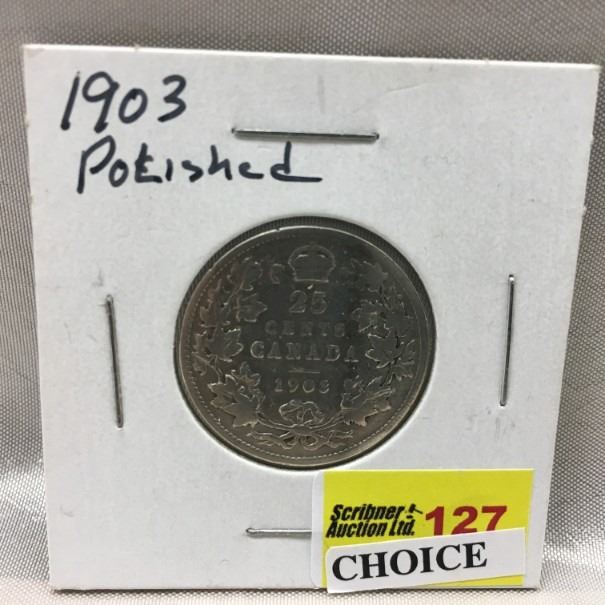 1903
Polished
25
CENTS
CANADA
1903
Scribner
Auction Ltd. 127
CHOICE